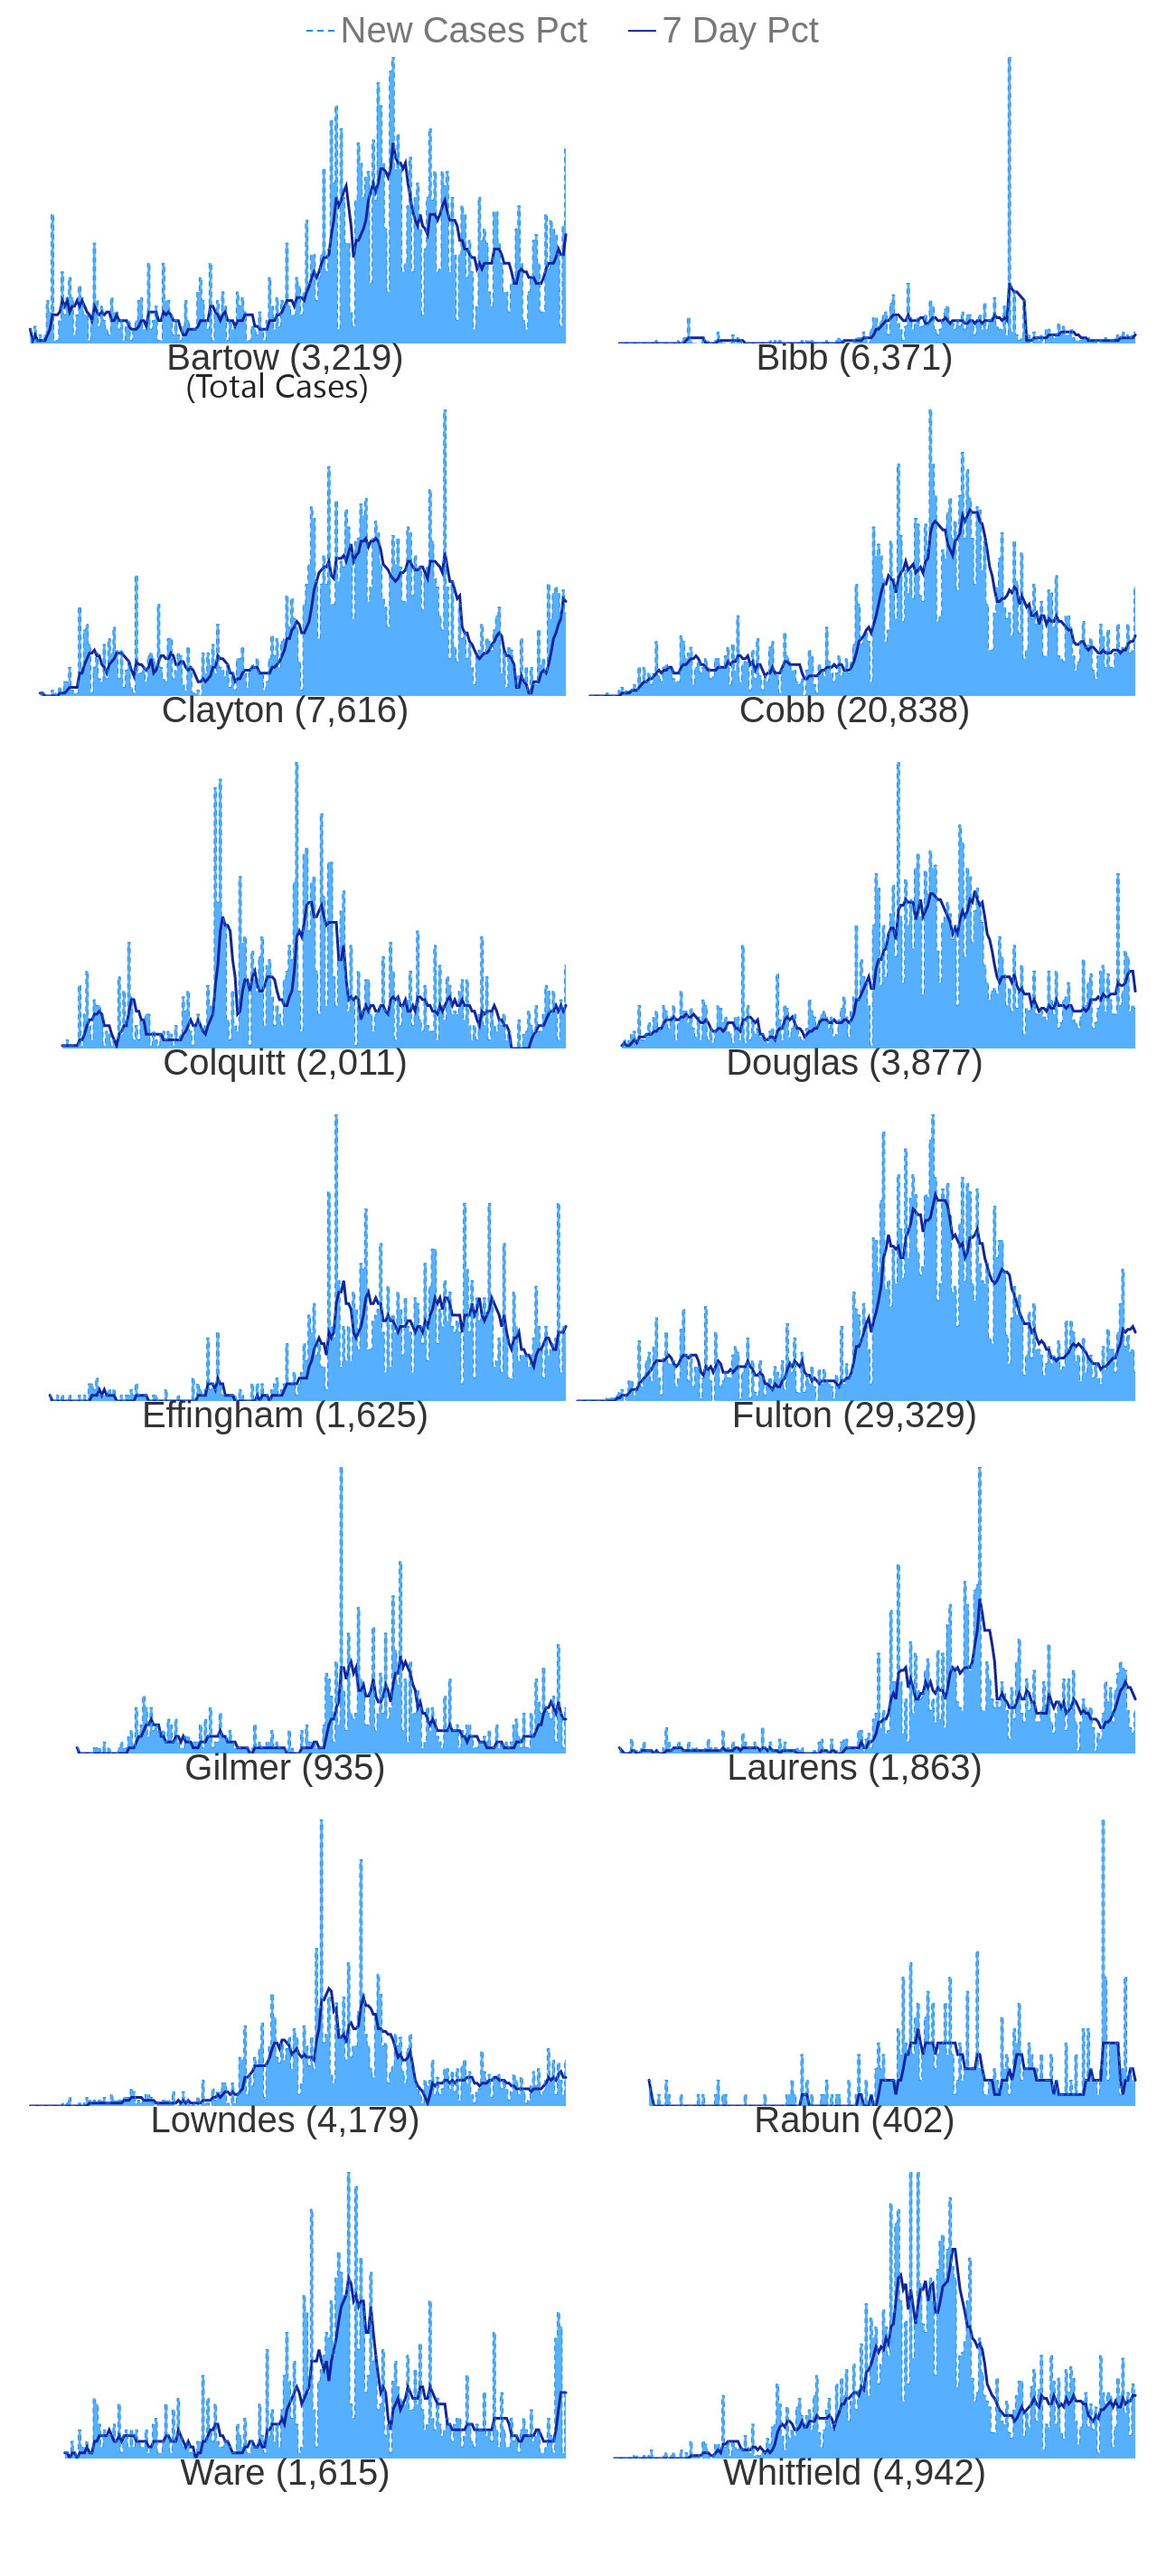 New Cases Pct 7 Day Pct
Bartow (3,219) Bibb (6,371)
(Total Cases)
Clayton (7,616) Cobb (20,838)
Colquitt (2,011) Douglas (3,877)
Effingham (1,625) Fulton (29,329)
Gilmer (935) Laurens (1,863)
Lowndes (4,179) Rabun (402)
Ware (1,615) Whitfield (4,942)